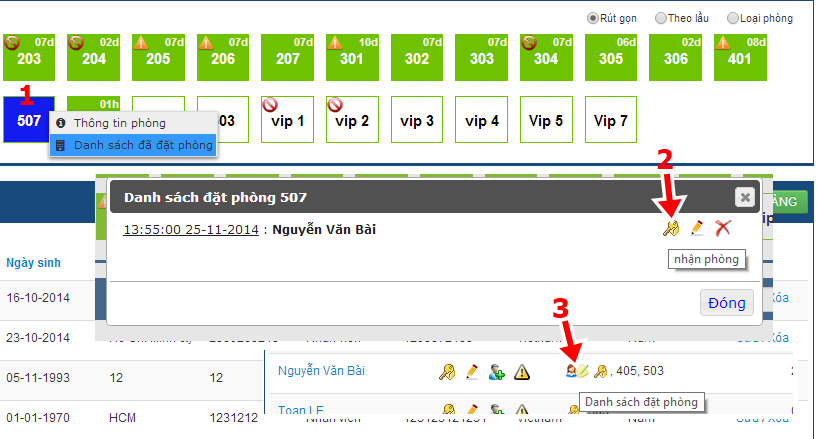 Rút gọn Theo lầu Loại phòng
07d 02d 07d 07d 07d 10d 07d 07d 07d 06d 02d 08d
203 204 205 206 207 301 302 303 304 305 306 401
1 01h
507 03 vip 1 vip 2 vip 3 vip 4 Vip 5 Vip 7
Thông tin phòng
Danh sách đã đặt phòng
2
Danh sách đặt phòng 507
ĂNG
ip
13:55:00 25-11-2014 : Nguyễn Văn Bài
nhận phòng
Ngày sinh
Đóng
16-10-2014 Xóa
3
23-10-2014
Nguyễn Văn Bài , 405, 503
05-11-1993 12 12 2
Danh sách đặt phòng
Toan LE
01-01-1970 HCM 1231212